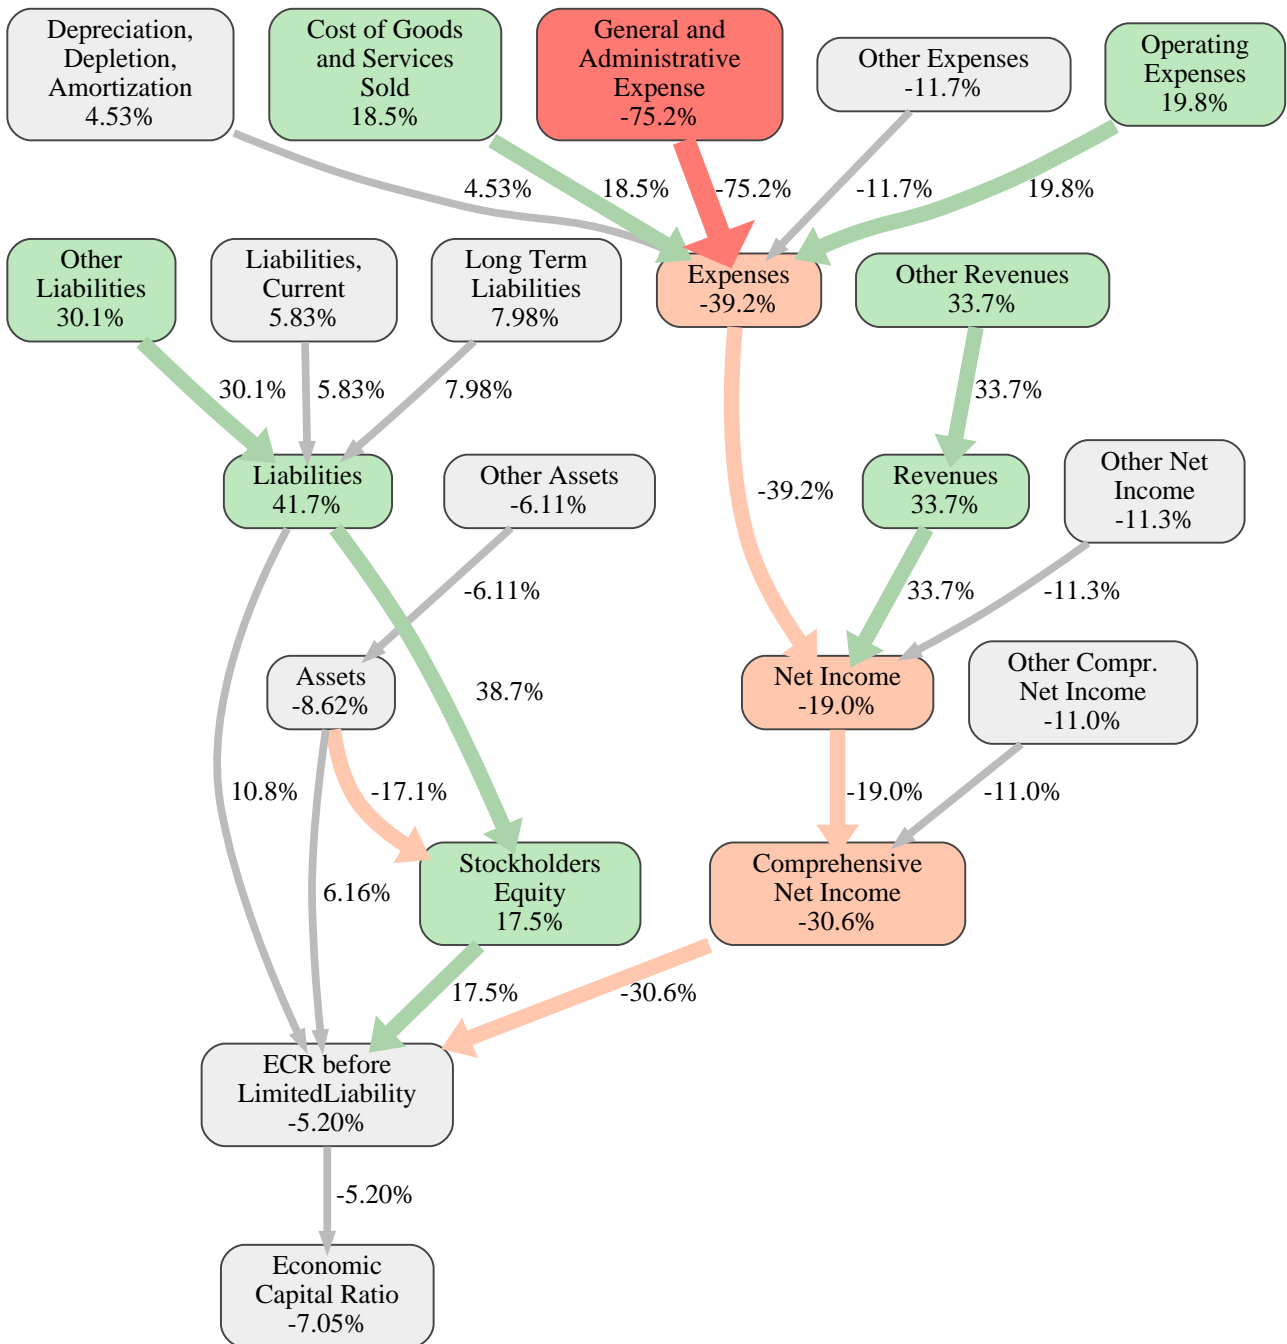 Depreciation,
Depletion,
Amortization
4.53%
Cost of Goods
and Services
Sold
18.5%
General and
Administrative
Expense
-75.2%
Other Expenses
-11.7%
Operating
Expenses
19.8%
4.53%
18.5%
-75.2%
-11.7%
19.8%
Other
Liabilities
30.1%
Liabilities,
Current
5.83%
Long Term
Liabilities
7.98%
Expenses
-39.2%
Other Revenues
33.7%
30.1%
5.83%
7.98%
33.7%
Liabilities
41.7%
Other Assets
-6.11%
-39.2%
Revenues
33.7%
Other Net
Income
-11.3%
-6.11%
33.7%
-11.3%
Assets
-8.62%
38.7%
Net Income
-19.0%
Other Compr.
Net Income
-11.0%
10.8%
-17.1%
-19.0%
-11.0%
6.16%
Stockholders
Equity
17.5%
Comprehensive
Net Income
-30.6%
17.5%
-30.6%
ECR before
LimitedLiability
-5.20%
-5.20%
Economic
Capital Ratio
-7.05%